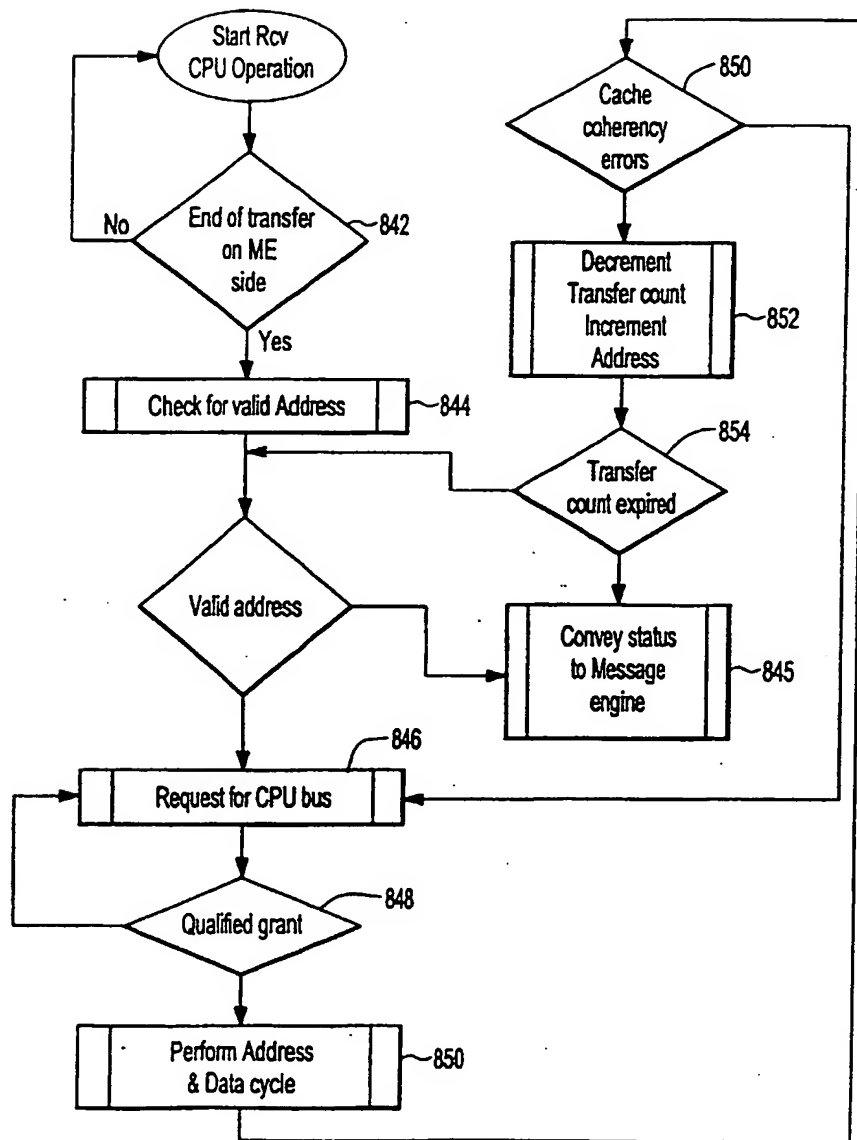 Start Rcv
CPU Operation
No
End of transfer
on ME
side
842
Yes
Check for valid Address
844
Valid address
846
Request for CPU bus
Qualified grant
848
Perform Address
& Data cycle
850
850
Cache
coherency
errors
Decrement
Transfer count
Increment
Address
852
854
Transfer
count expired
Convey status
to Message
engine
845